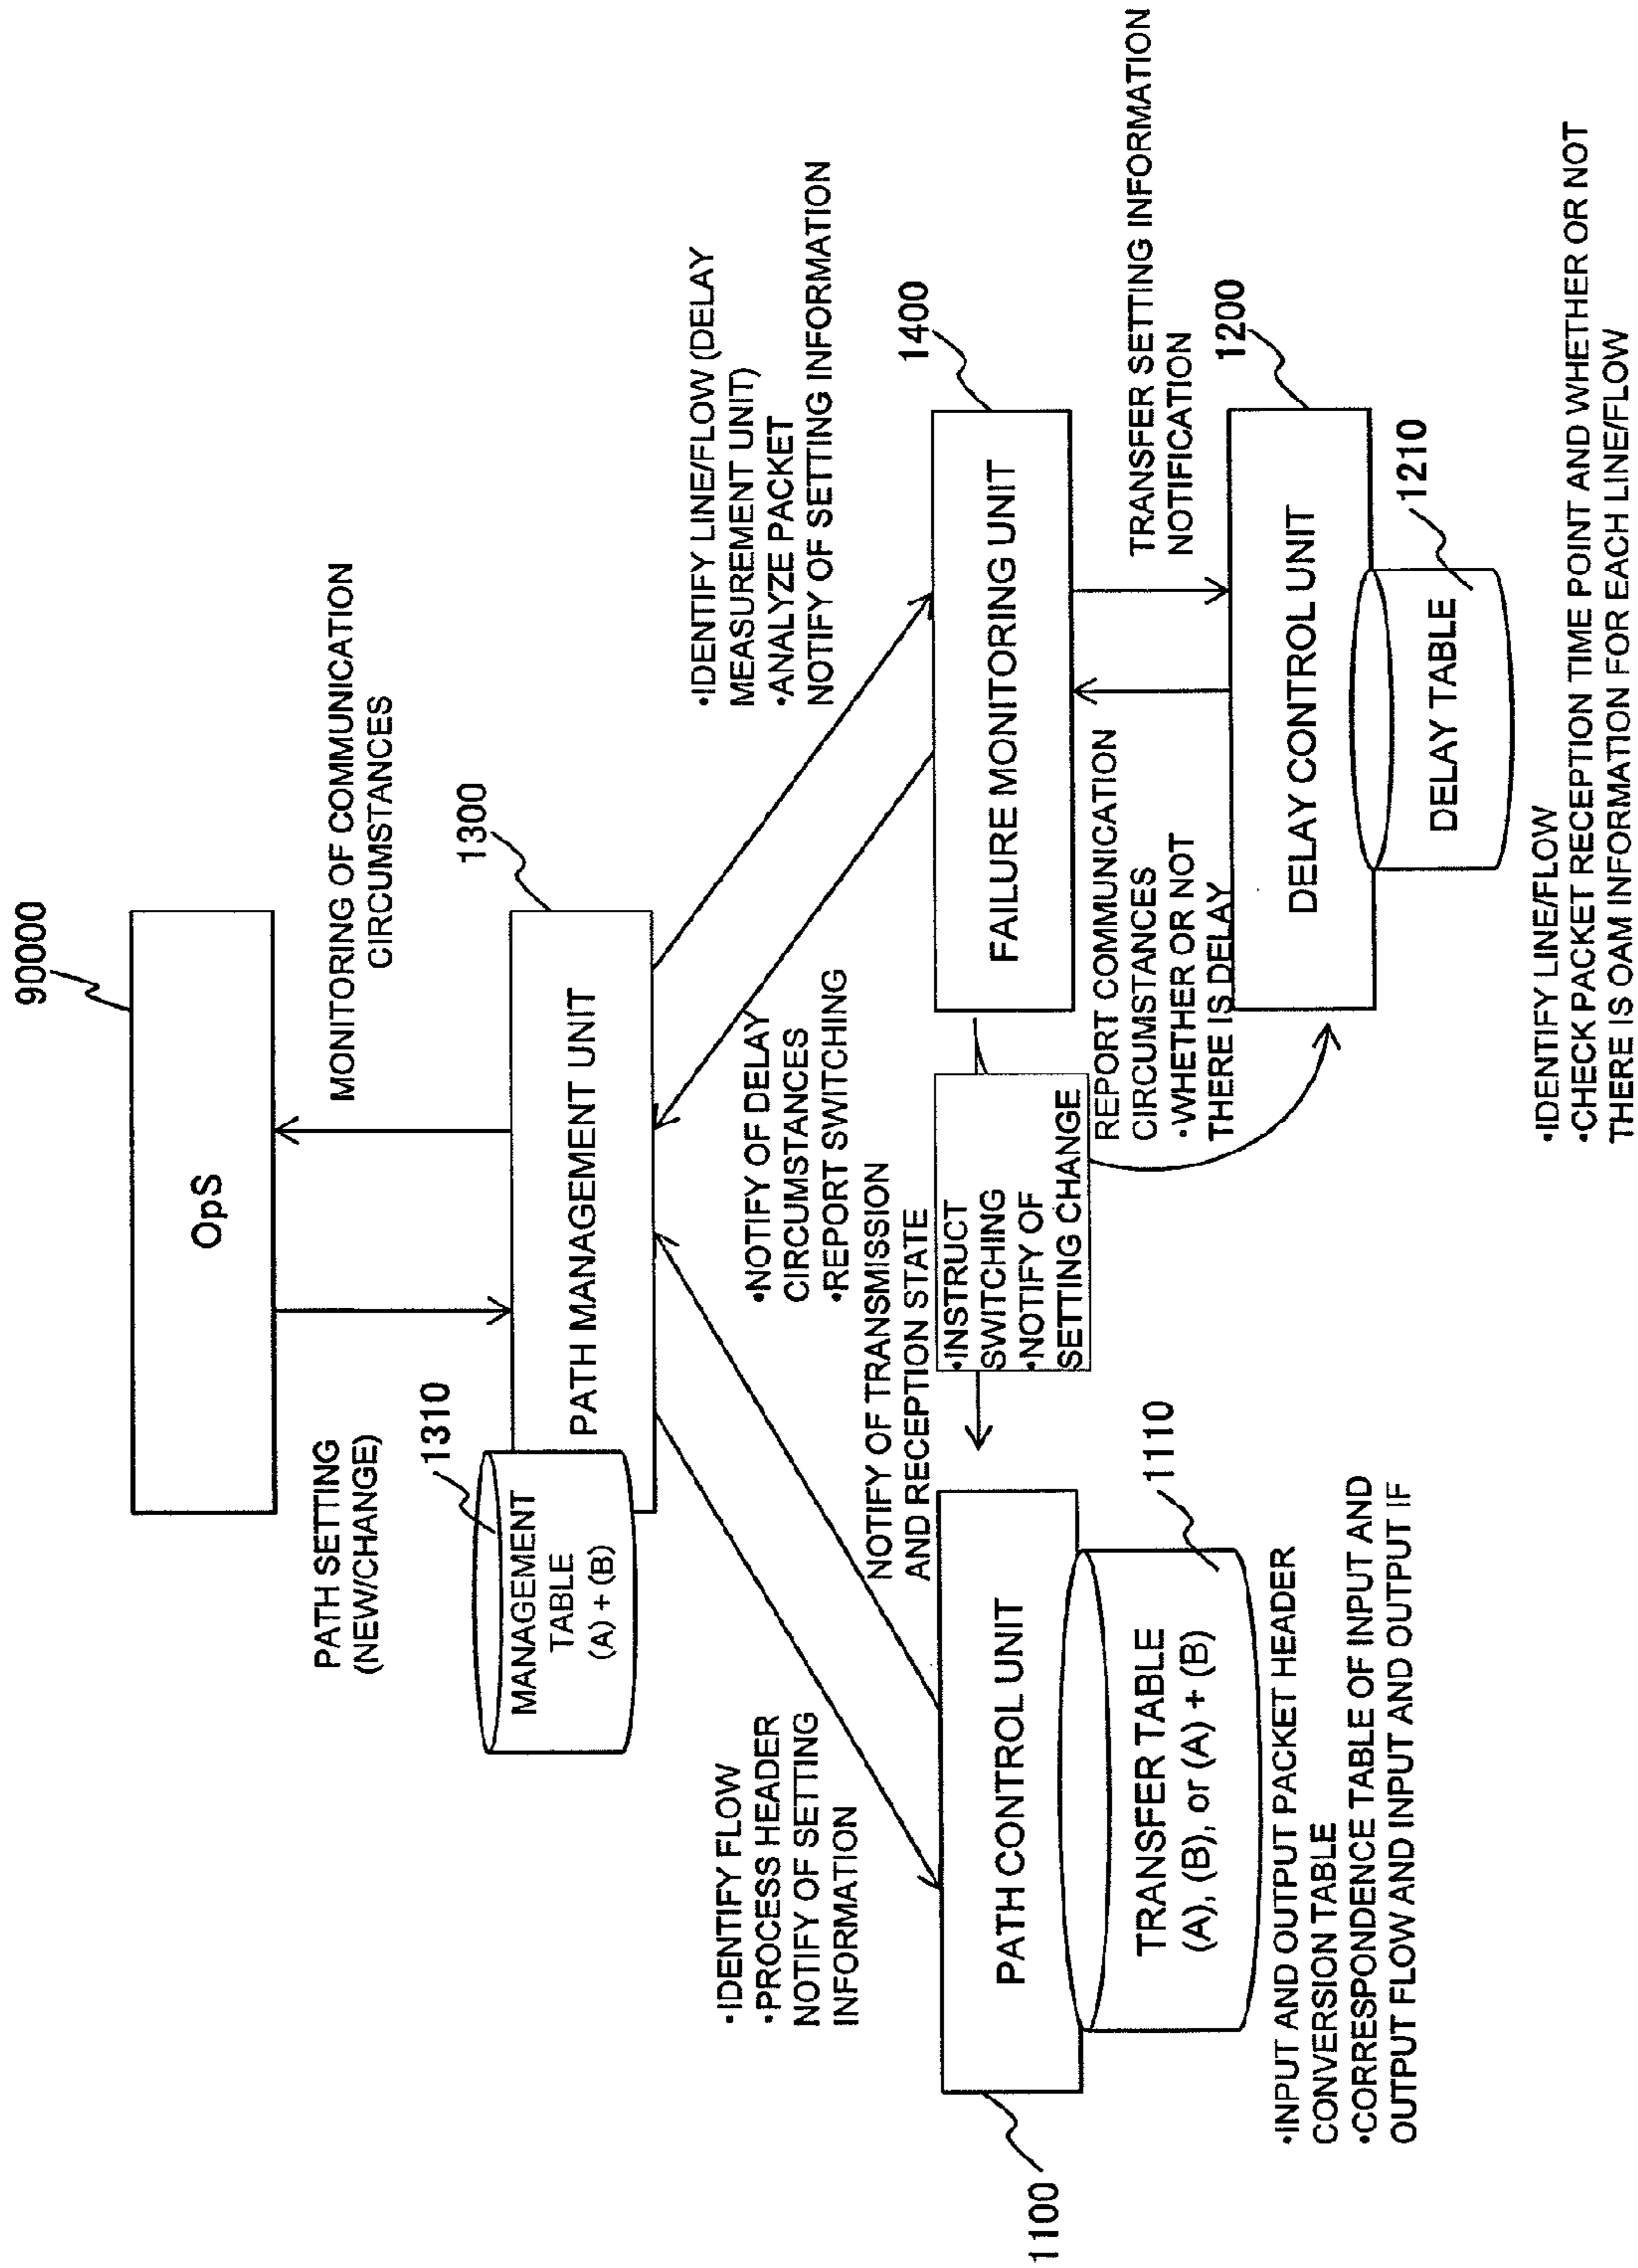 90000
OpS
PATH SETTING
(NEW/CHANGE)
MONITORING OF COMMUNICATION
CIRCUMSTANCES
1310
1300
MANAGEMENT
TABLE
(A) + (B)
PATH MANAGEMENT UNIT
•IDENTIFY FLOW
•PROCESS HEADER
NOTIFY OF SETTING
INFORMATION
NOTIFY OF TRANSMISSION
AND RECEPTION STATE
•NOTIFY OF DELAY
CIRCUMSTANCES
•REPORT SWITCHING
•IDENTIFY LINE/FLOW (DELAY
MEASUREMENT UNIT)
•ANALYZE PACKET
NOTIFY OF SETTING INFORMATION
1100
PATH CONTROL UNIT
TRANSFER TABLE
(A), (B), or (A) + (B)
1110
•INPUT AND OUTPUT PACKET HEADER
CONVERSION TABLE
•CORRESPONDENCE TABLE OF INPUT AND
OUTPUT FLOW AND INPUT AND OUTPUT IF
•INSTRUCT
SWITCHING
•NOTIFY OF
SETTING CHANGE
1400
FAILURE MONITORING UNIT
REPORT COMMUNICATION
CIRCUMSTANCES
•WHETHER OR NOT
THERE IS DELAY
TRANSFER SETTING INFORMATION
NOTIFICATION
1200
DELAY CONTROL UNIT
1210
DELAY TABLE
•IDENTIFY LINE/FLOW
•CHECK PACKET RECEPTION TIME POINT AND WHETHER OR NOT
THERE IS OAM INFORMATION FOR EACH LINE/FLOW